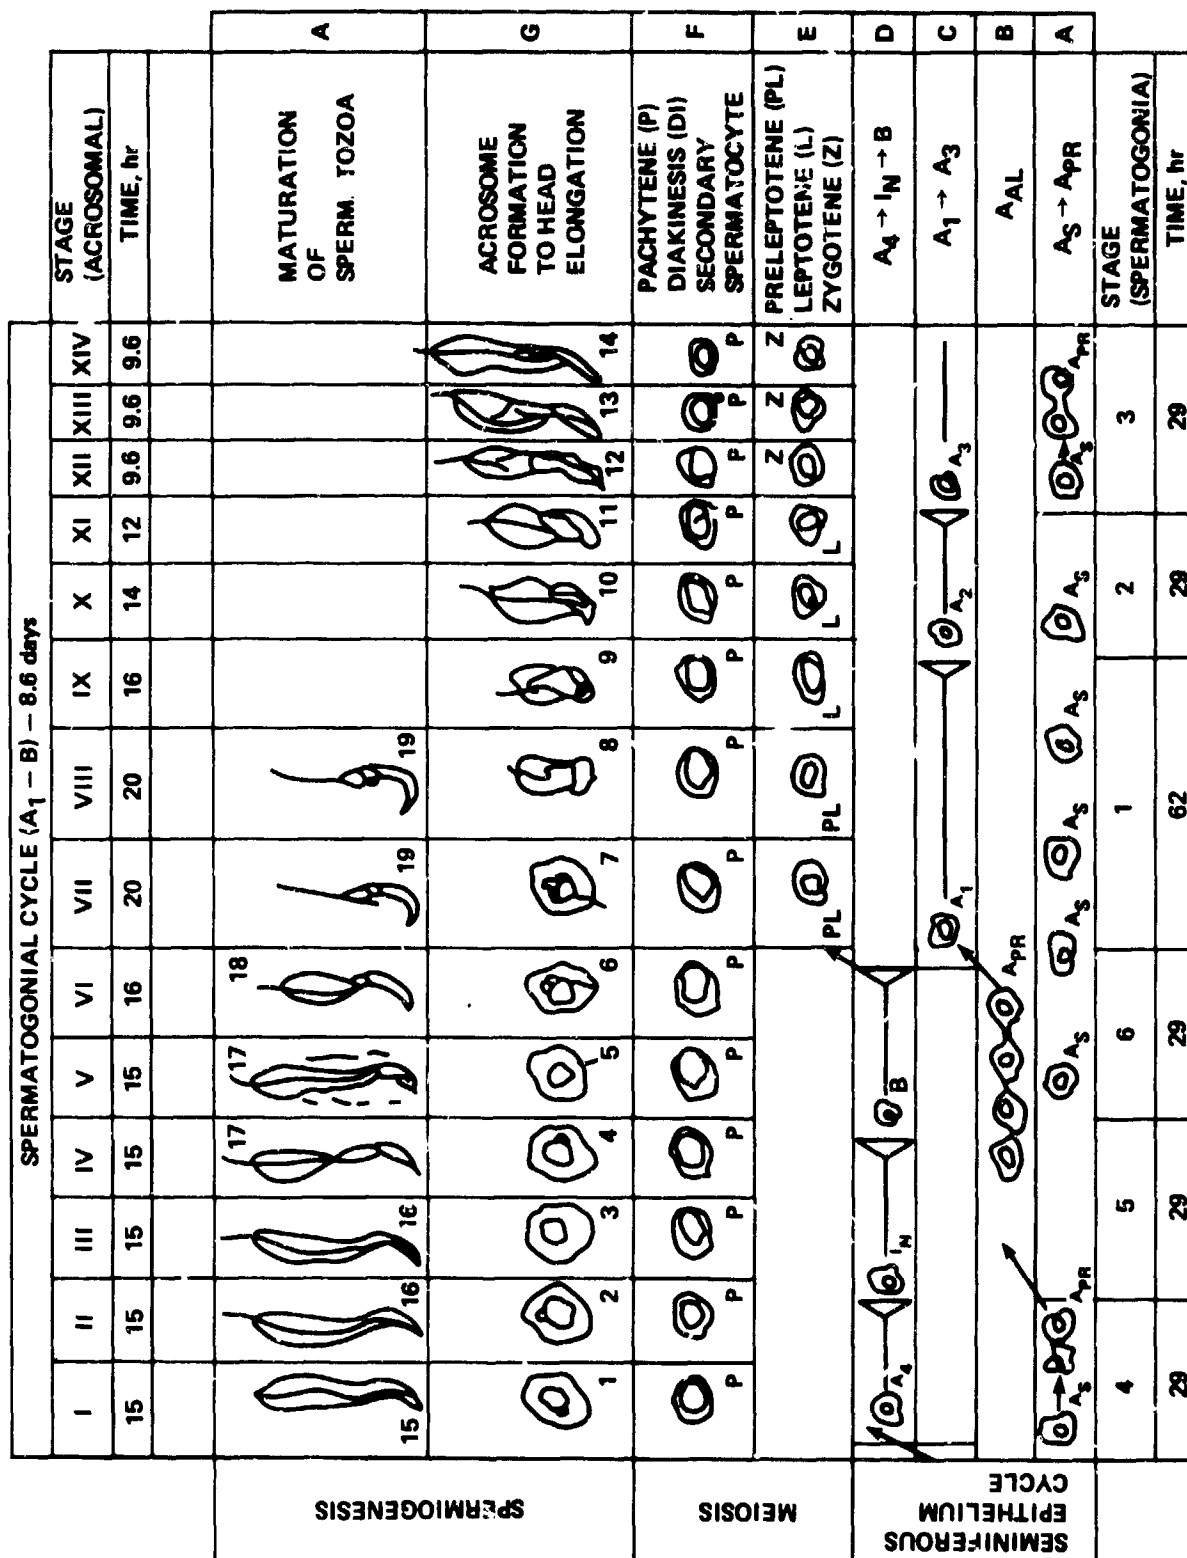 SPERMATOGONIAL CYCLE (A1 – B) – 8.6 days
I II III IV V VI VII VIII IX X XI XII XIII XIV STAGE (ACROSOMAL)
15 15 15 15 15 16 20 20 16 14 12 9.6 9.6 9.6 TIME, hr
SPERMIOGENESIS
15 16 16 17 17 18 19 19
MATURATION
OF
SPERM. TOZOA
A
1 2 3 4 5 6 7 8 9 10 11 12 13 14
ACROSOME
FORMATION
TO HEAD
ELONGATION
G
MEIOSIS
P P P P P P P P P P P P P P
PACHYTENE (P)
DIAKINESIS (DI)
SECONDARY
SPERMATOCYTE
F
PL PL L L L Z Z Z
PRELEPTOTENE (PL)
LEPTOTENE (L)
ZYGOTENE (Z)
E
SEMINIFEROUS
EPITHELIUM
CYCLE
A4 IN B
A4 → IN → B
D
A1 A2 A3
A1 → A3
C
APR
AAL
B
AS APR AS AS AS AS AS AS APR
AS → APR
A
4 5 6 1 2 3 STAGE (SPERMATOGONIA)
29 29 29 62 29 29 TIME, hr